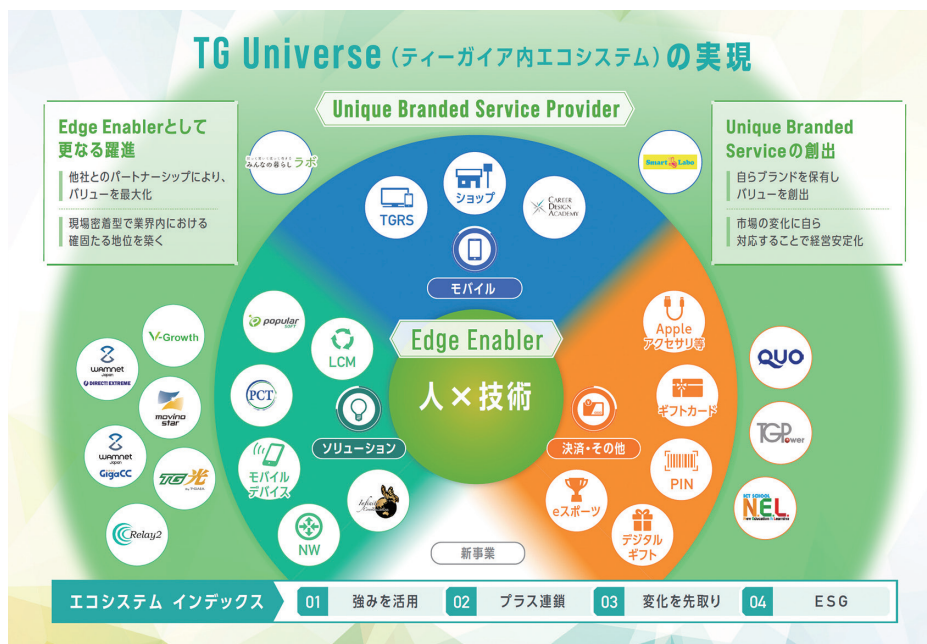 TG Universe (ティーガイア内エコシステム) の実現
Unique Branded Service Provider
Edge Enablerとして
更なる躍進
他社とのパートナーシップにより、
バリューを最大化
現場密着型で業界内における
確固たる地位を築く
Unique Branded
Serviceの創出
自らブランドを保有し
バリューを創出
市場の変化に自ら
対応することで経営安定化
みんなの暮らしラボ
Smart Labo
TGRS
ショップ
CAREER
DESIGN
ACADEMY
モバイル
Edge Enabler
人×技術
popular
SOFT
LCM
PCT
ソリューション
モバイル
デバイス
NW
Infinity
Apple
アクセサリ等
ギフトカード
決済・その他
PIN
eスポーツ
デジタル
ギフト
新事業
V-Growth
wamnet
Japan
DIRECT! EXTREME
moving
star
wamnet
Japan
GigaCC
TG光
by T-GAIA
Relay2
QUO
TGPower
ICT SCHOOL
N.E.L.
New Education & Learning
エコシステム インデックス
01 強みを活用
02 プラス連鎖
03 変化を先取り
04 ESG